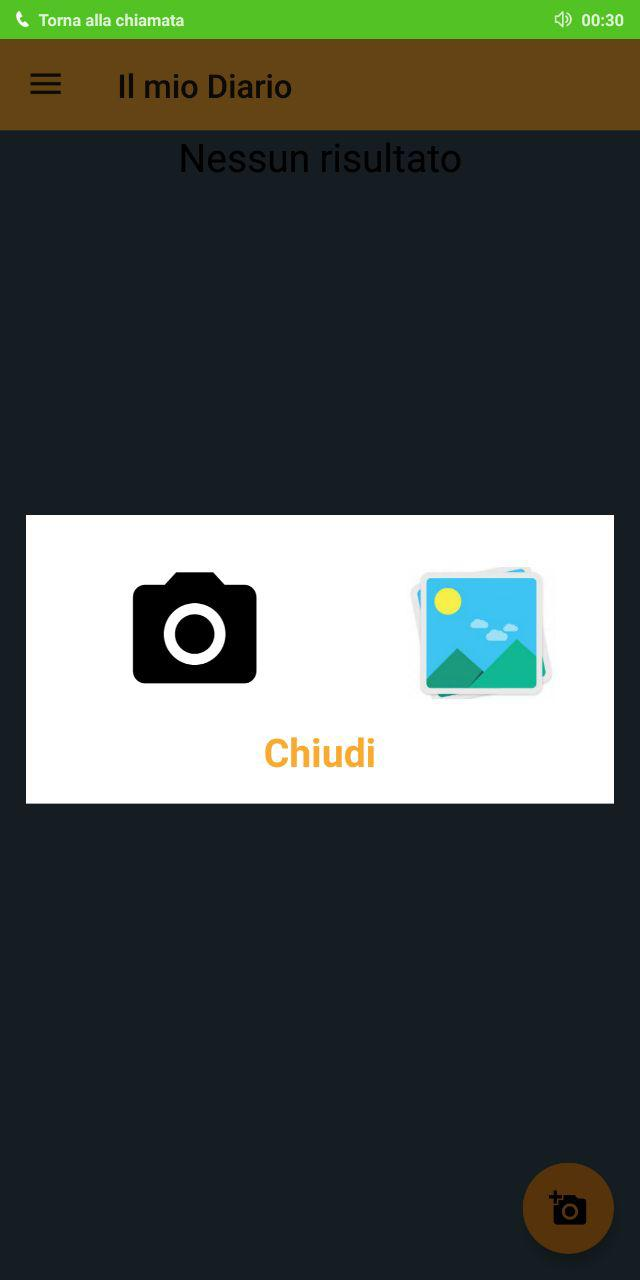 Torna alla chiamata 00:30
Il mio Diario
Nessun risultato
Chiudi